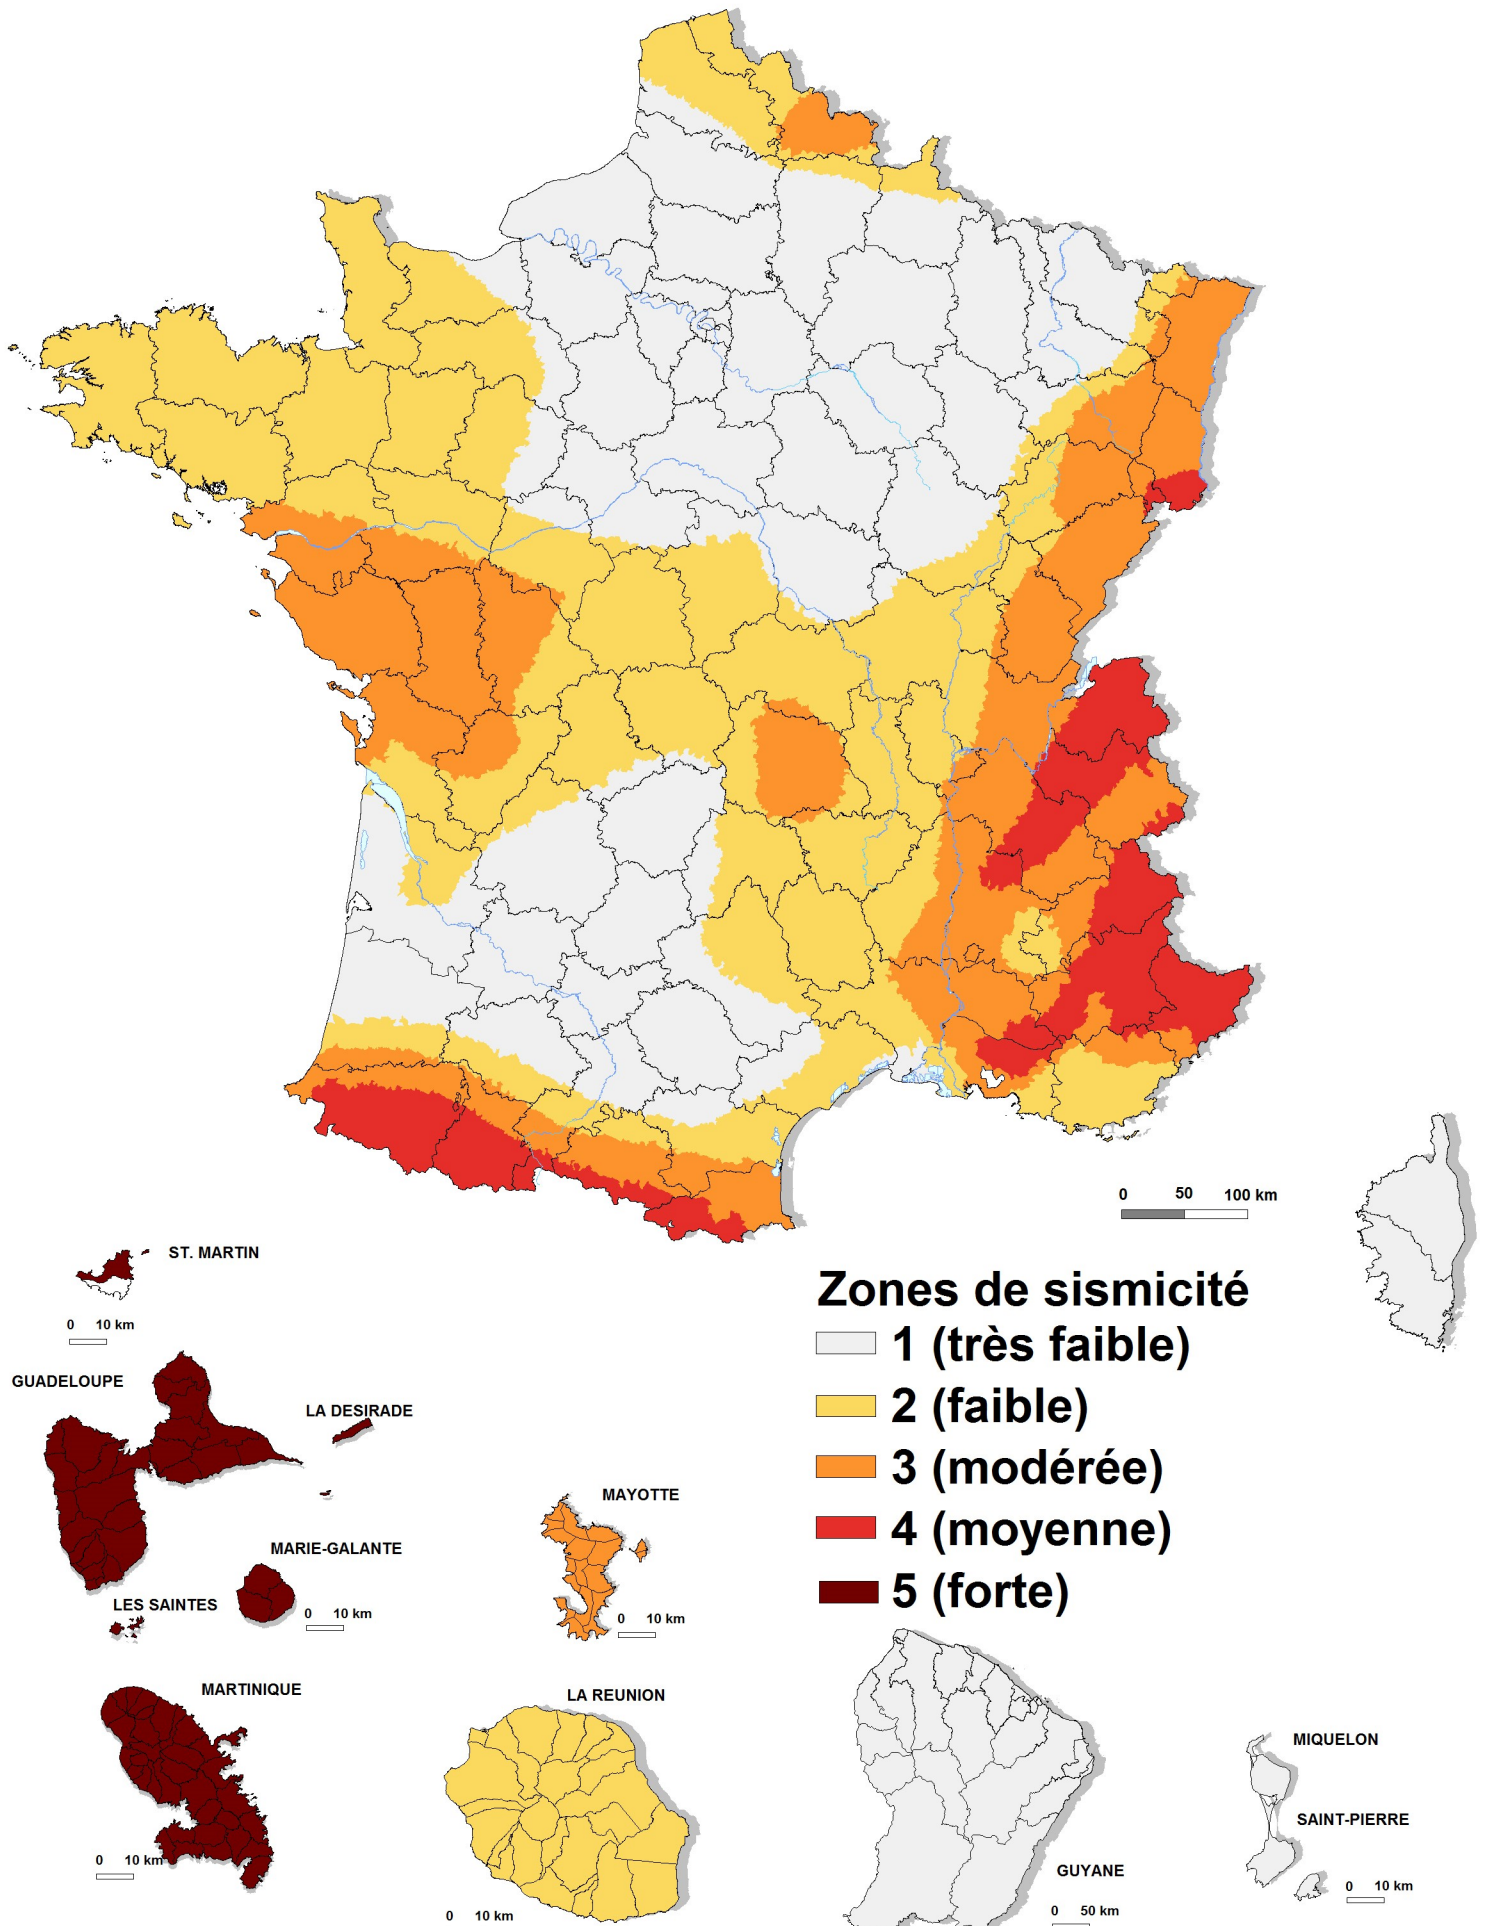 0 50 100 km
ST. MARTIN
0 10 km
Zones de sismicité
1 (très faible)
2 (faible)
3 (modérée)
4 (moyenne)
5 (forte)
GUADELOUPE
LA DESIRADE
MARIE-GALANTE
LES SAINTES
0 10 km
MAYOTTE
0 10 km
MARTINIQUE
0 10 km
LA REUNION
0 10 km
GUYANE
0 50 km
MIQUELON
SAINT-PIERRE
0 10 km